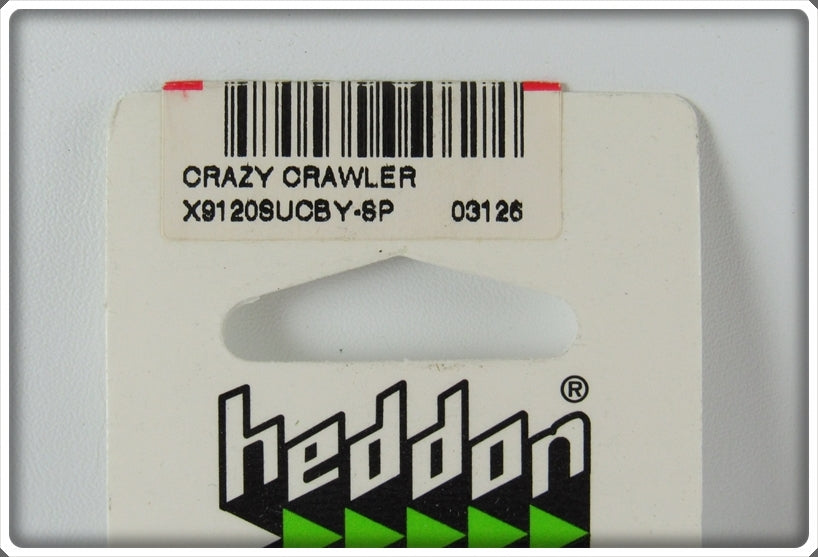 CRAZY CRAWLER
X9120SUCBY-SP 03126
heddon®